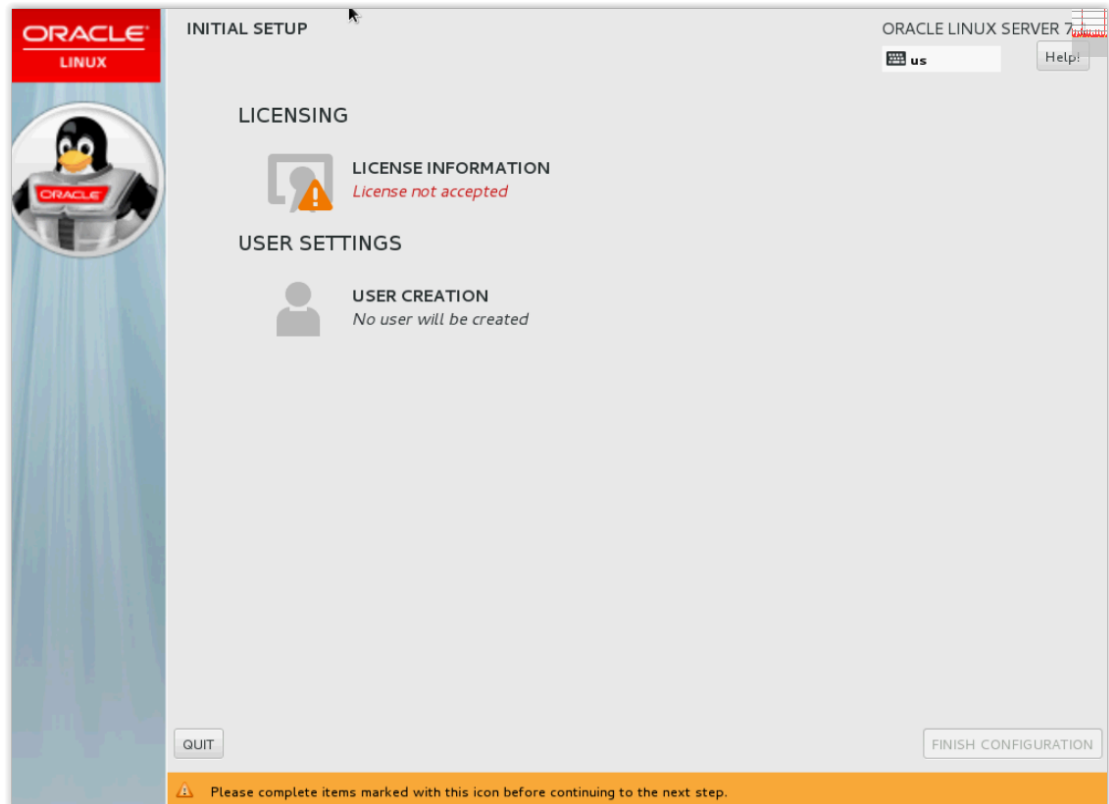 ORACLE
LINUX
INITIAL SETUP
ORACLE LINUX SERVER
us
Help!
LICENSING
LICENSE INFORMATION
License not accepted
USER SETTINGS
USER CREATION
No user will be created
ORACLE
QUIT
FINISH CONFIGURATION
Please complete items marked with this icon before continuing to the next step.